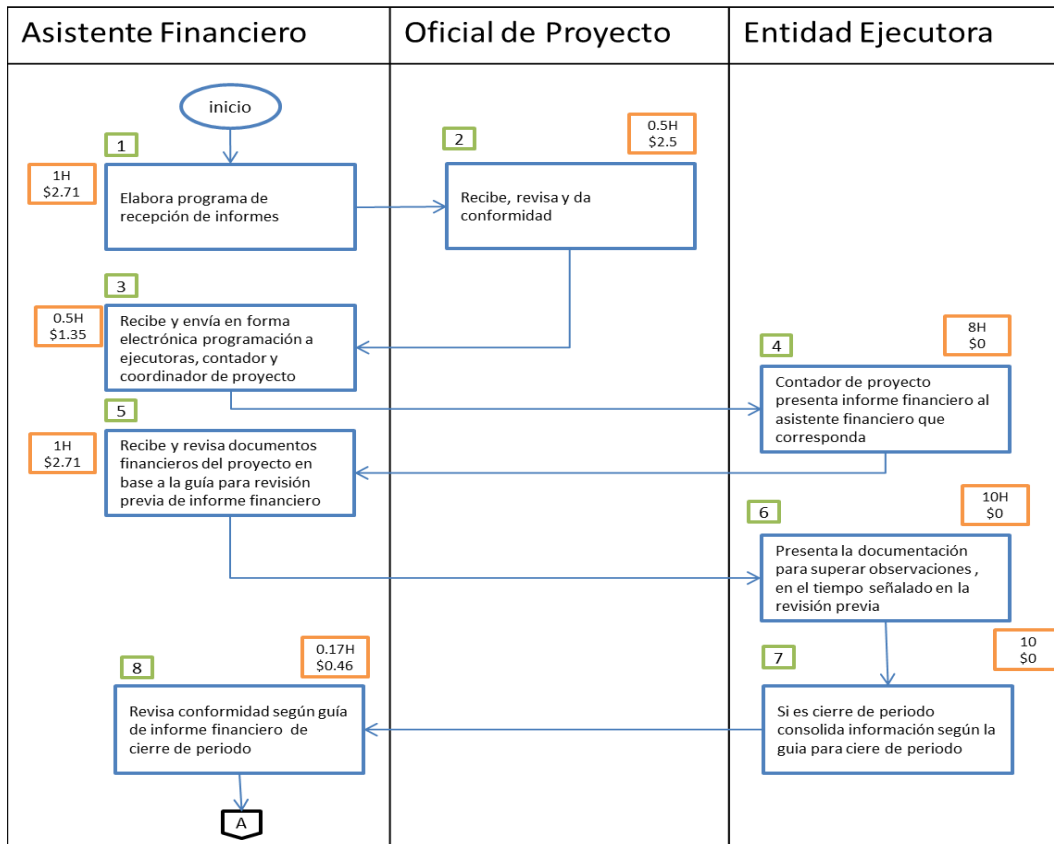 Asistente Financiero
Oficial de Proyecto
Entidad Ejecutora
inicio
1
1H
$2.71
Elabora programa de
recepción de informes
2
0.5H
$2.5
Recibe, revisa y da
conformidad
3
0.5H
$1.35
Recibe y envía en forma
electrónica programación a
ejecutoras, contador y
coordinador de proyecto
4
8H
$0
Contador de proyecto
presenta informe financiero al
asistente financiero que
corresponda
5
1H
$2.71
Recibe y revisa documentos
financieros del proyecto en
base a la guía para revisión
previa de informe financiero
6
10H
$0
Presenta la documentación
para superar observaciones ,
en el tiempo señalado en la
revisión previa
7
10
$0
Si es cierre de periodo
consolida información según la
guia para ciere de periodo
8
0.17H
$0.46
Revisa conformidad según guía
de informe financiero de
cierre de periodo
A